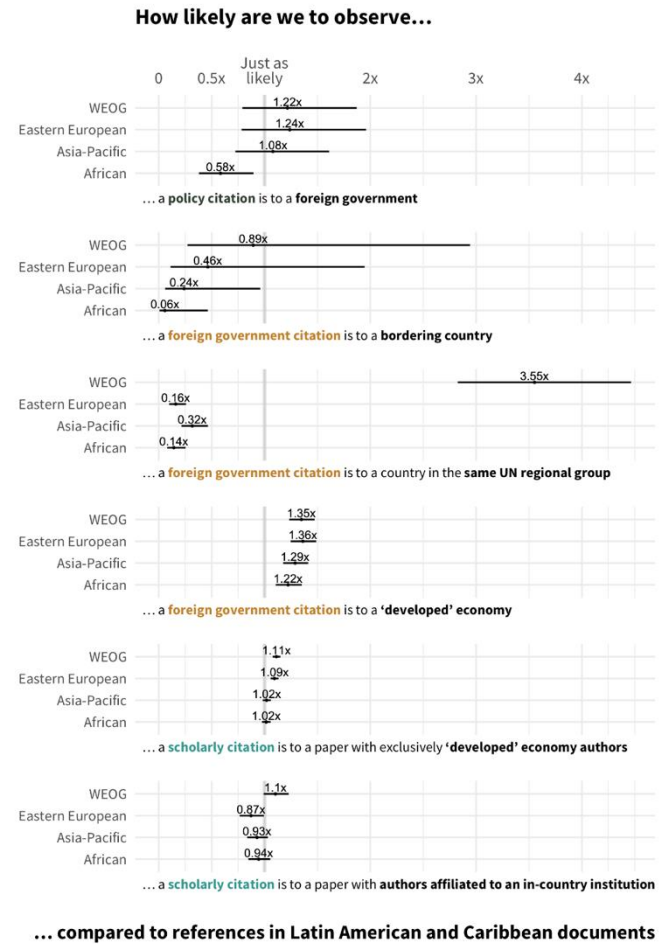 How likely are we to observe...
Just as
0 0.5x likely 2x 3x 4x
WEOG 1.22x
Eastern European 1.24x
Asia-Pacific 1.08x
African 0.58x
... a policy citation is to a foreign government
WEOG 0.89x
Eastern European 0.46x
Asia-Pacific 0.24x
African 0.06x
... a foreign government citation is to a bordering country
WEOG 3.55x
Eastern European 0.16x
Asia-Pacific 0.32x
African 0.14x
... a foreign government citation is to a country in the same UN regional group
WEOG 1.35x
Eastern European 1.36x
Asia-Pacific 1.29x
African 1.22x
... a foreign government citation is to a ‘developed’ economy
WEOG 1.11x
Eastern European 1.09x
Asia-Pacific 1.02x
African 1.02x
... a scholarly citation is to a paper with exclusively ‘developed’ economy authors
WEOG 1.1x
Eastern European 0.87x
Asia-Pacific 0.93x
African 0.94x
... a scholarly citation is to a paper with authors affiliated to an in-country institution
... compared to references in Latin American and Caribbean documents